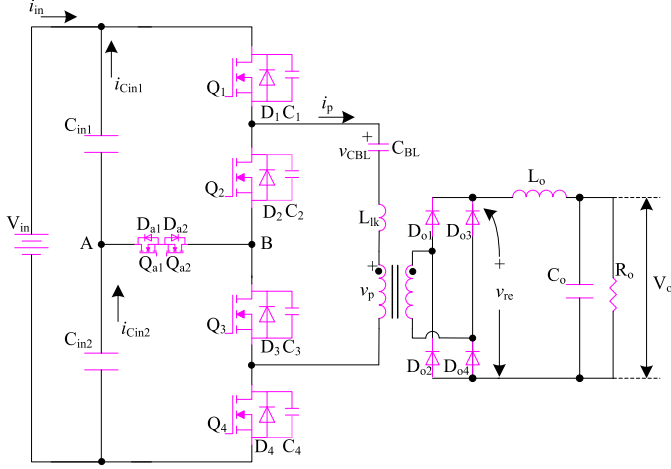 i_in
i_Cin1
Q_1
D_1 C_1
i_p
C_in1
v_CBL
+
C_BL
Q_2
D_2 C_2
L_o
V_in
D_a1 D_a2
L_lk
D_o1
D_o3
A
B
Q_a1 Q_a2
+
+
C_o
R_o
V_o
v_p
v_re
i_Cin2
Q_3
D_3 C_3
C_in2
D_o2
D_o4
Q_4
D_4 C_4